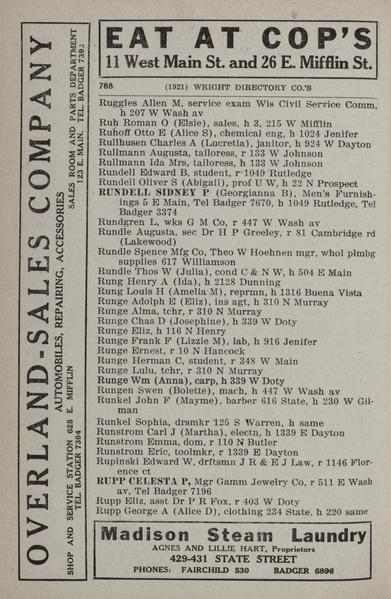 EAT AT COP'S
11 West Main St. and 26 E. Mifflin St.
788 (1921) WRIGHT DIRECTORY CO.'S
Ruggles Allen M, service exam Wis Civil Service Comm,
h 207 W Wash av
Ruh Roman O (Elsie), sales, h 3, 215 W Mifflin
Ruhoff Otto E (Alice S), chemical eng, h 1024 Jenifer
Rullhusen Charles A (Lucretia), janitor, h 924 W Dayton
Rullmann Augusta, tailoress, r 133 W Johnson
Rullmann Ida Mrs, tailoress, h 133 W Johnson
Rundell Edward B, student, r 1049 Rutledge
Rundell Oliver S (Abigail), prof U W, h 22 N Prospect
RUNDELL SIDNEY P (Georgianna B), Men's Furnish-
ings 5 E Main, Tel Badger 7670, h 1049 Rutledge, Tel
Badger 3374
Rundgren L, wks G M Co, r 447 W Wash av
Rundle Augusta, sec Dr H P Greeley, r 81 Cambridge rd
(Lakewood)
Rundle Spence Mfg Co, Theo W Hoehnen mgr, whol plmbg
supplies 617 Williamson
Rundle Thos W (Julia), cond C & N W, h 504 E Main
Rung Henry A (Ida), h 2128 Dunning
Rung Louis H (Amelia M), reprmn, h 1316 Buena Vista
Runge Adolph E (Eliz), ins agt, h 310 N Murray
Runge Alma, tchr, r 310 N Murray
Runge Chas D (Josephine), h 339 W Doty
Runge Eliz, h 116 N Henry
Runge Frank F (Lizzie M), lab, h 916 Jenifer
Runge Ernest, r 10 N Hancock
Runge Herman C, student, r 348 W Main
Runge Lulu, tchr, r 310 N Murray
Runge Wm (Anna), carp, h 339 W Doty
Rungen Swen (Bolette), mach, h 447 W Wash av
Runkel John F (Mayme), barber 616 State, h 230 W Gil-
man
Runkel Sophia, drsmkr 125 S Warren, h same
Runstrom Carl J (Martha), electn, h 1339 E Dayton
Runstrom Emma, dom, r 110 N Butler
Runstrom Eric, toolmkr, r 1339 E Dayton
Rupinski Edward W, drftsmn J R & E J Law, r 1146 Flor-
ence ct
RUPP CELESTA P, Mgr Gamm Jewelry Co, r 511 E Wash
av, Tel Badger 7196
Rupp Eliz, asst Dr P R Fox, r 403 W Doty
Rupp George A (Alice D), clothing 234 State, h 220 same
Madison Steam Laundry
AGNES AND LILLIE HART, Proprietors
429-431 STATE STREET
PHONES: FAIRCHILD 530 BADGER 6896
OVERLAND-SALES COMPANY
AUTOMOBILES, REPAIRING, ACCESSORIES
SHOP AND SERVICE STATION 625 E. MIFFLIN
TEL. BADGER 7394
SALES ROOM AND PARTS DEPARTMENT
123 E. MAIN. TEL. BADGER 7393